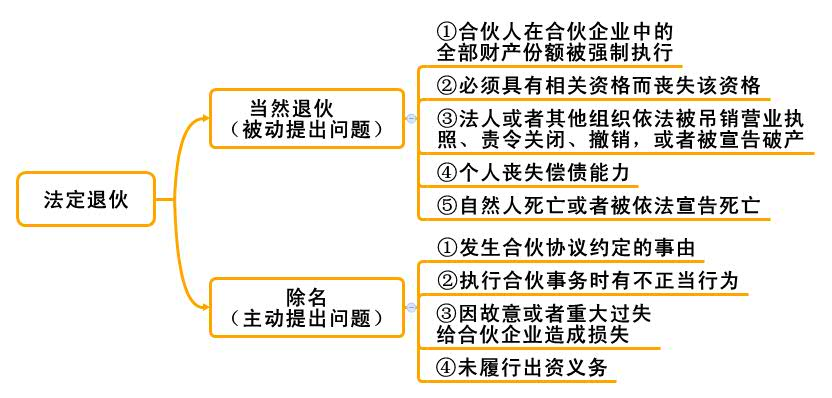 法定退伙
当然退伙
（被动提出问题）
①合伙人在合伙企业中的
全部财产份额被强制执行
②必须具有相关资格而丧失该资格
③法人或者其他组织依法被吊销营业执
照、责令关闭、撤销，或者被宣告破产
④个人丧失偿债能力
⑤自然人死亡或者被依法宣告死亡
除名
（主动提出问题）
①发生合伙协议约定的事由
②执行合伙事务时有不正当行为
③因故意或者重大过失
给合伙企业造成损失
④未履行出资义务